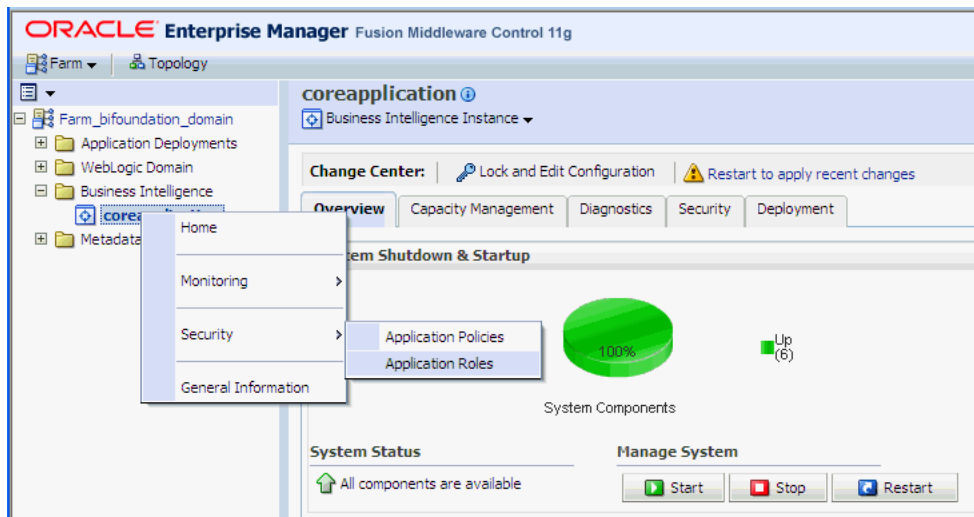 ORACLE Enterprise Manager Fusion Middleware Control 11g
Farm Topology
coreapplication
Farm_bifoundation_domain
Business Intelligence Instance
Application Deployments
WebLogic Domain
Change Center: Lock and Edit Configuration Restart to apply recent changes
Business Intelligence
Overview Capacity Management Diagnostics Security Deployment
Home
Metadata
Shutdown & Startup
Monitoring
Security
Application Policies
Application Roles
General Information
100%
Up
(6)
System Components
System Status
Manage System
All components are available
Start Stop Restart